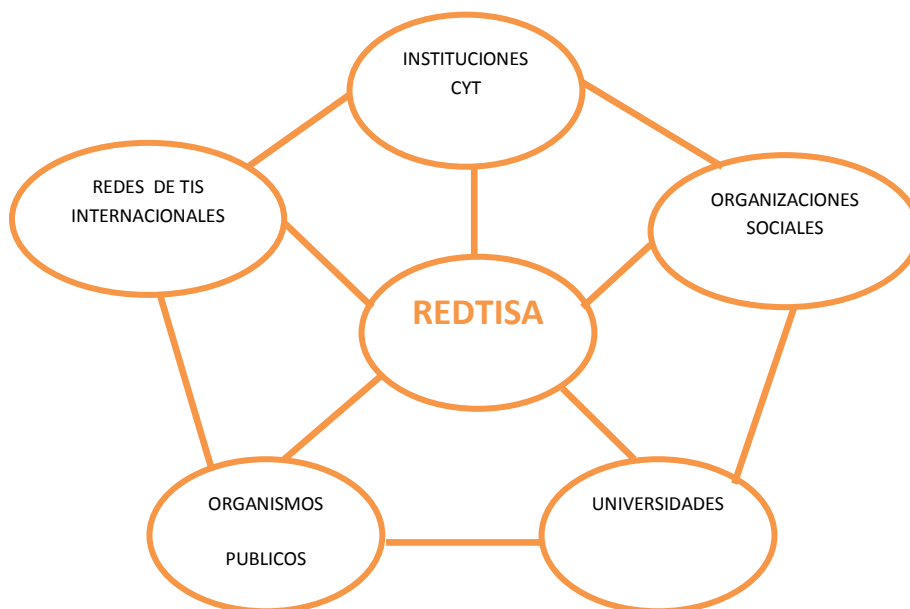 INSTITUCIONES
CYT
REDES DE TIS
INTERNACIONALES
ORGANIZACIONES
SOCIALES
REDTISA
ORGANISMOS
PUBLICOS
UNIVERSIDADES